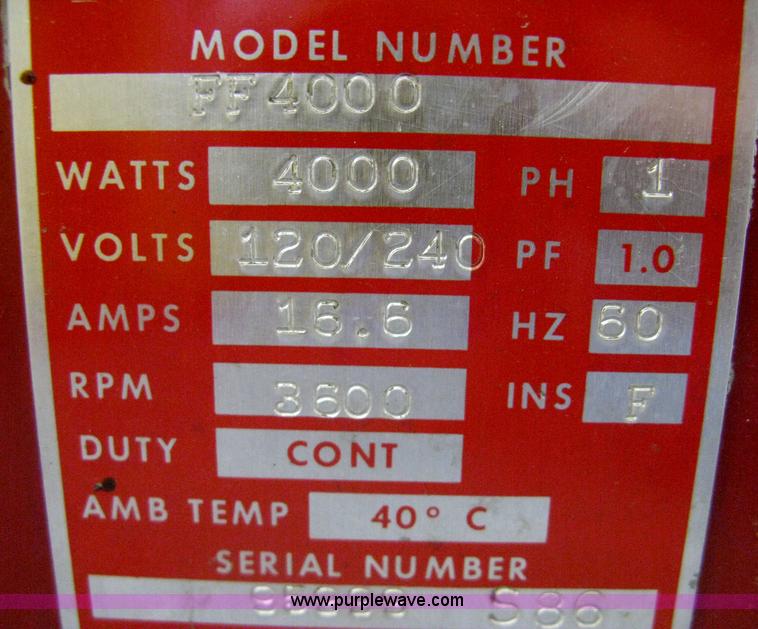 MODEL NUMBER
FF4000
WATTS 4000 PH 1
VOLTS 120/240 PF 1.0
AMPS 16.6 HZ 60
RPM 3600 INS F
DUTY CONT
AMB TEMP 40° C
SERIAL NUMBER
S86
www.purplewave.com